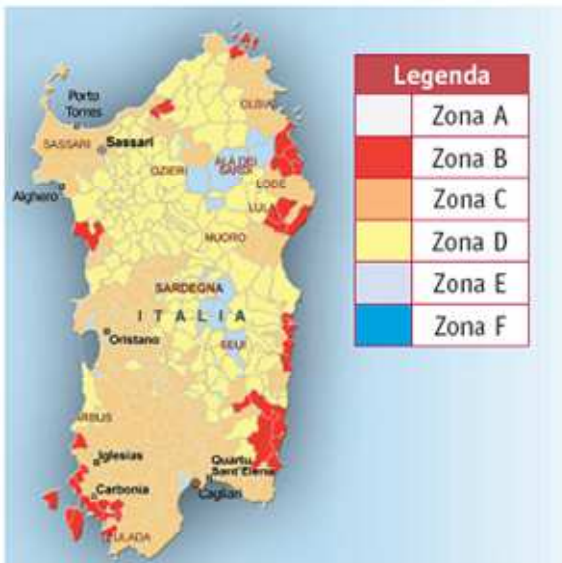 OLBIA
Porto
Torres
SASSARI
Sassari
OZIERI
ALÀ DEI
SARDI
Alghero
LODE
LULA
NUORO
SARDEGNA
ITALIA
Oristano
SEUI
ARBUS
Iglesias
Quartu
Sant'Elena
Carbonia
Cagliari
TEULADA
Legenda
Zona A
Zona B
Zona C
Zona D
Zona E
Zona F